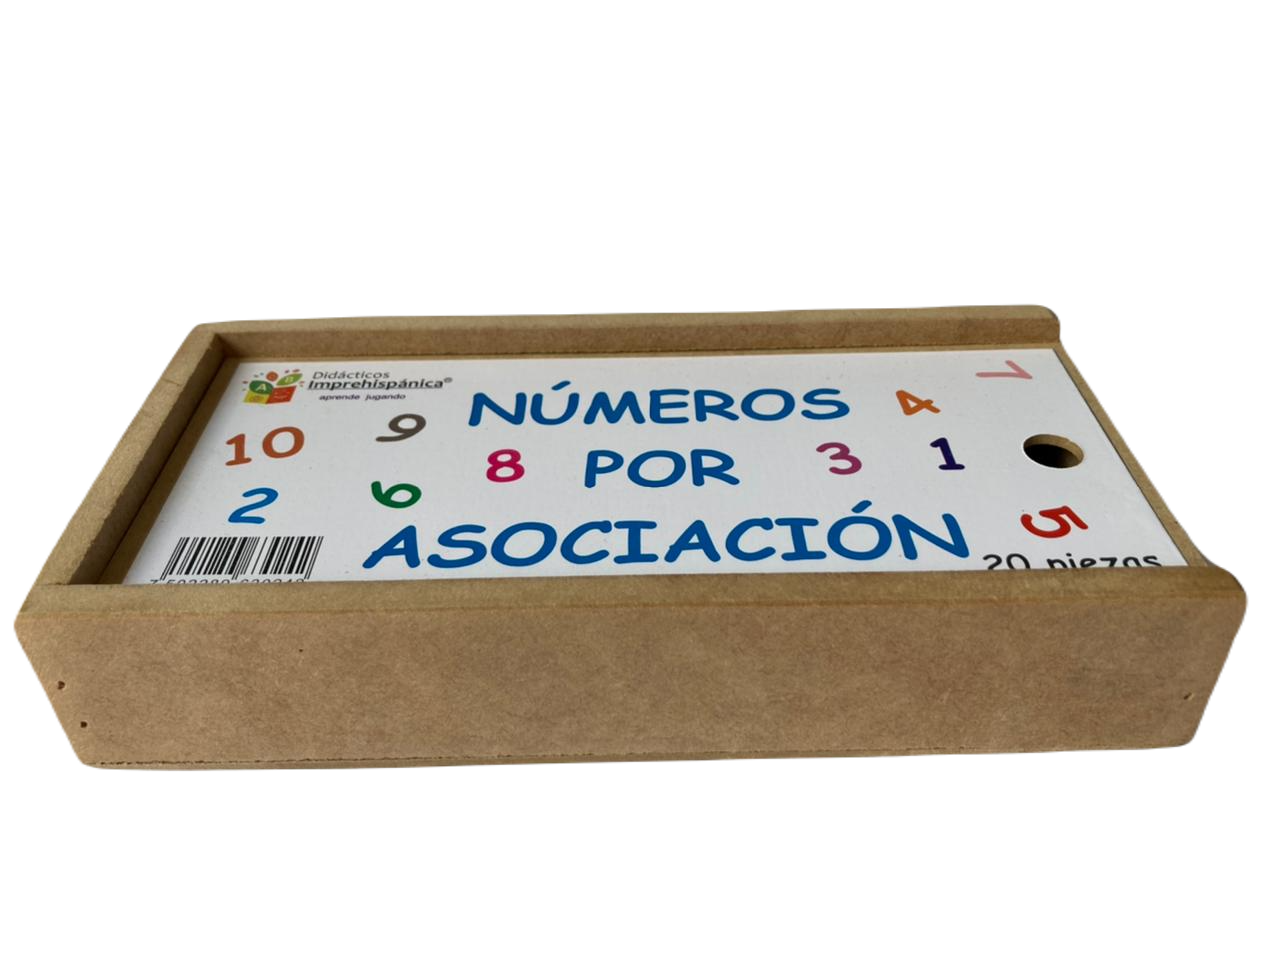 Didácticos
Imprehispánica®
aprende jugando
NÚMEROS
4
7
10
9
8
POR
3
1
2
6
ASOCIACIÓN
5
20 piezas